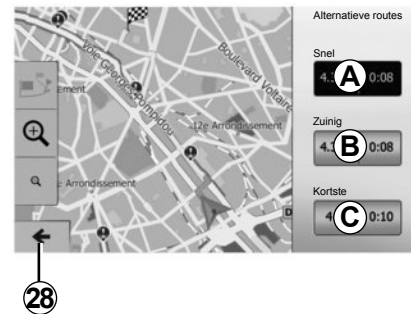 Alternatieve routes
Snel
4. A 0:08
Zuinig
4. B 0:08
Kortste
4 C 0:10
Voie Georges Pompidou
Boulevard Voltaire
ement
12e Arrondissement
Arrondissement
D
28